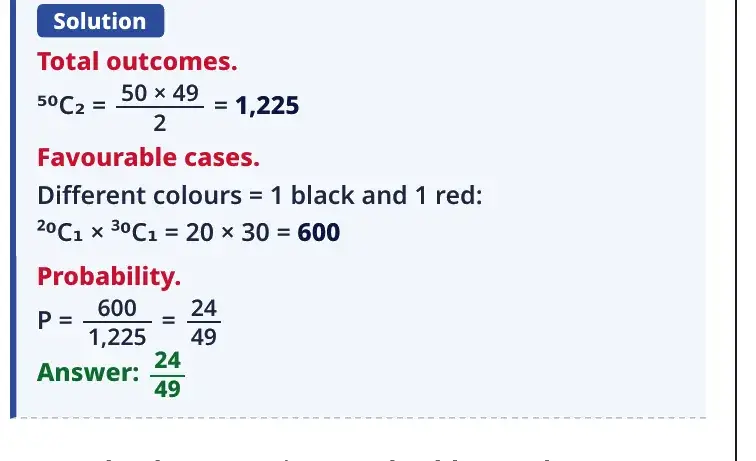 Solution
Total outcomes.
⁵⁰C₂ = 50 × 49 / 2 = 1,225
Favourable cases.
Different colours = 1 black and 1 red:
²⁰C₁ × ³⁰C₁ = 20 × 30 = 600
Probability.
P = 600 / 1,225 = 24 / 49
Answer: 24 / 49